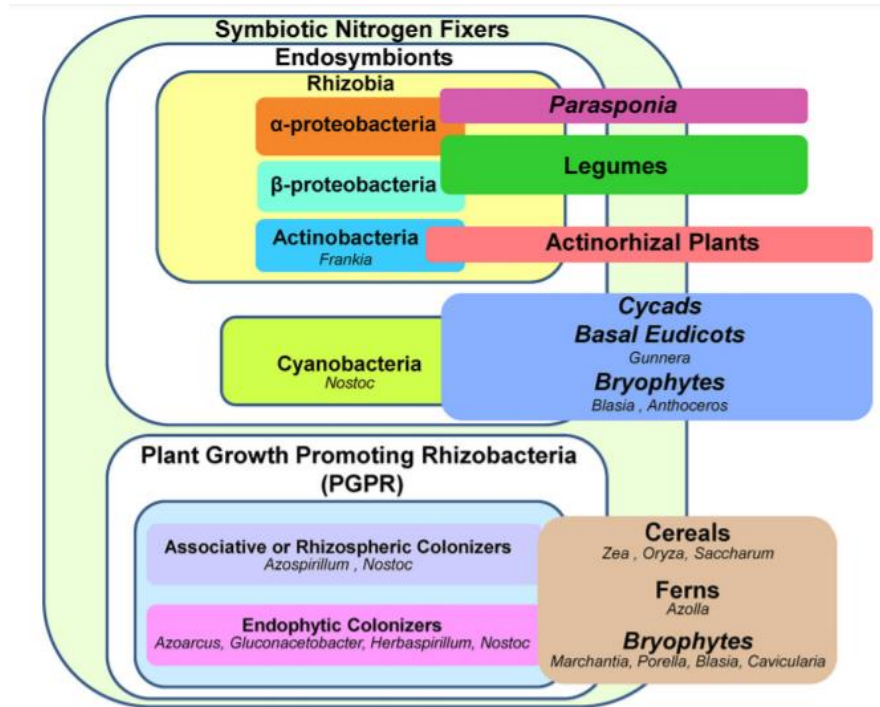 Symbiotic Nitrogen Fixers
Endosymbionts
Rhizobia
α-proteobacteria
β-proteobacteria
Actinobacteria
Frankia
Parasponia
Legumes
Actinorhizal Plants
Cyanobacteria
Nostoc
Cycads
Basal Eudicots
Gunnera
Bryophytes
Blasia , Anthoceros
Plant Growth Promoting Rhizobacteria
(PGPR)
Associative or Rhizospheric Colonizers
Azospirillum , Nostoc
Endophytic Colonizers
Azoarcus, Gluconacetobacter, Herbaspirillum, Nostoc
Cereals
Zea , Oryza, Saccharum
Ferns
Azolla
Bryophytes
Marchantia, Porella, Blasia, Cavicularia